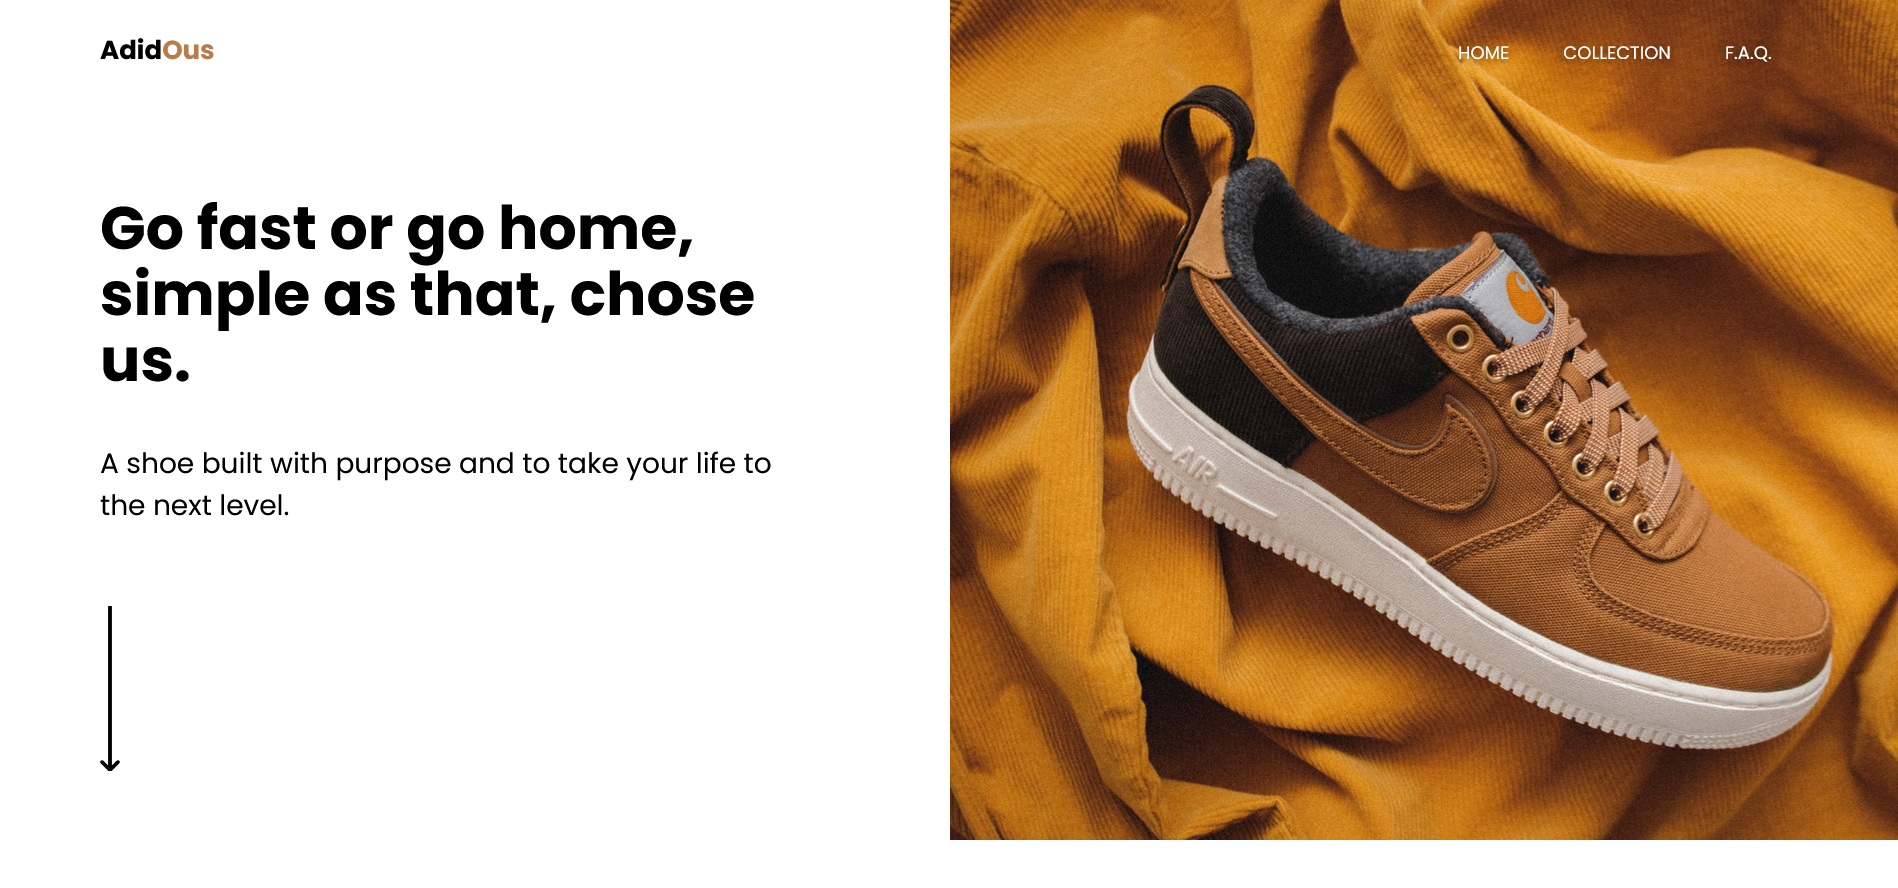 AdidOus
HOME COLLECTION F.A.Q.
Go fast or go home,
simple as that, chose
us.
A shoe built with purpose and to take your life to
the next level.
AIR